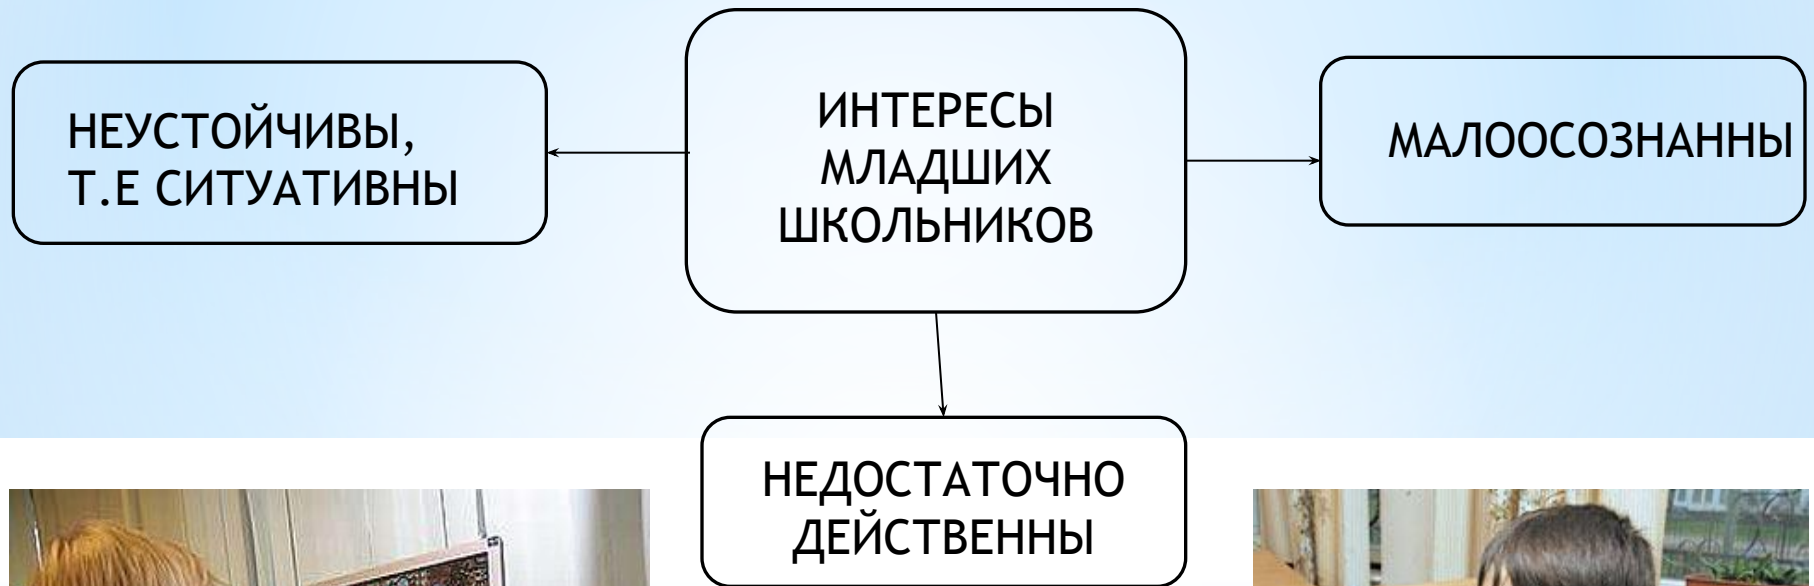 НЕУСТОЙЧИВЫ,
Т.Е СИТУАТИВНЫ
ИНТЕРЕСЫ
МЛАДШИХ
ШКОЛЬНИКОВ
МАЛООСОЗНАННЫ
НЕДОСТАТОЧНО
ДЕЙСТВЕННЫ